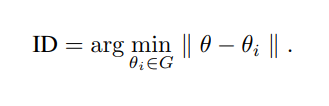 ID = arg min_{θ_i∈G} ∥ θ − θ_i ∥ .